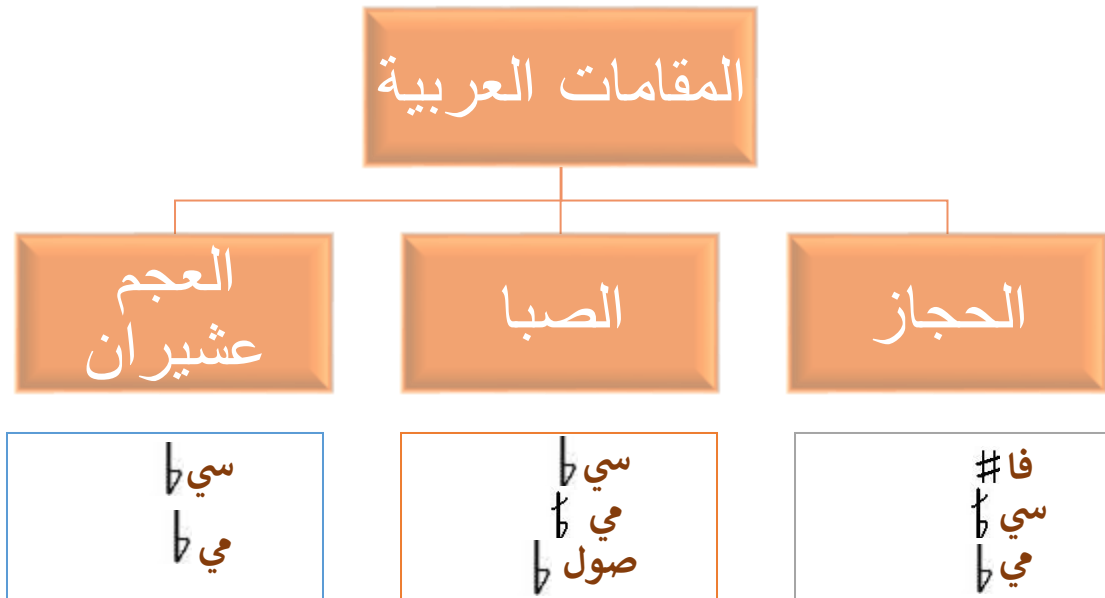 المقامات العربية
الحجاز
الصبا
العجم
عشيران
فا #
سي
مي
سي ♭
مي
صول ♭
سي ♭
مي ♭